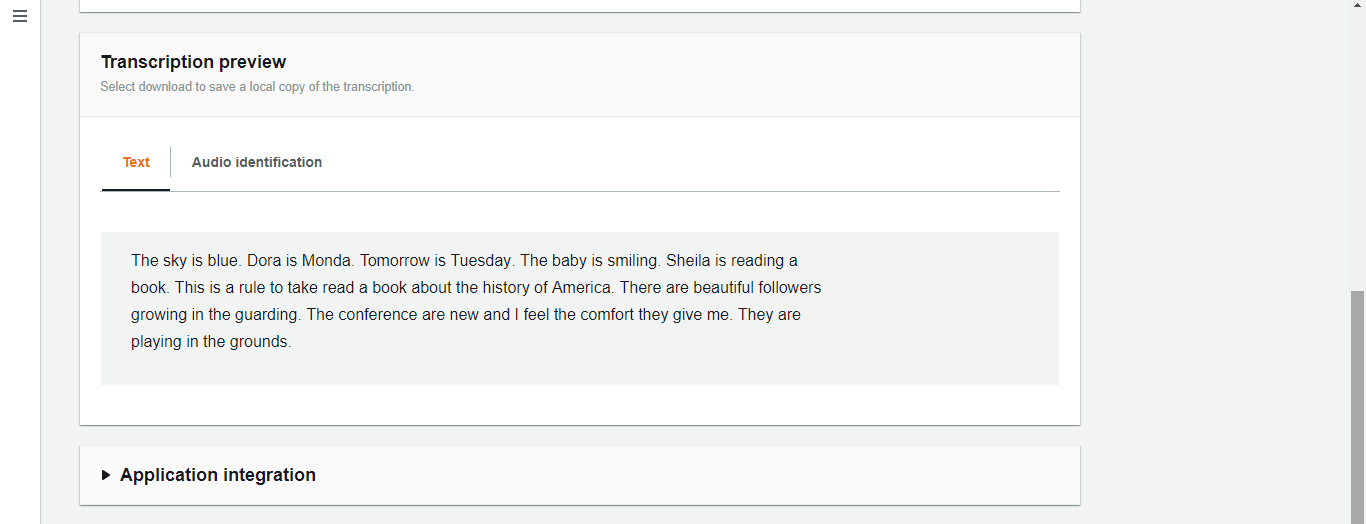 Transcription preview
Select download to save a local copy of the transcription.
Text
Audio identification
The sky is blue. Dora is Monda. Tomorrow is Tuesday. The baby is smiling. Sheila is reading a
book. This is a rule to take read a book about the history of America. There are beautiful followers
growing in the guarding. The conference are new and I feel the comfort they give me. They are
playing in the grounds.
Application integration